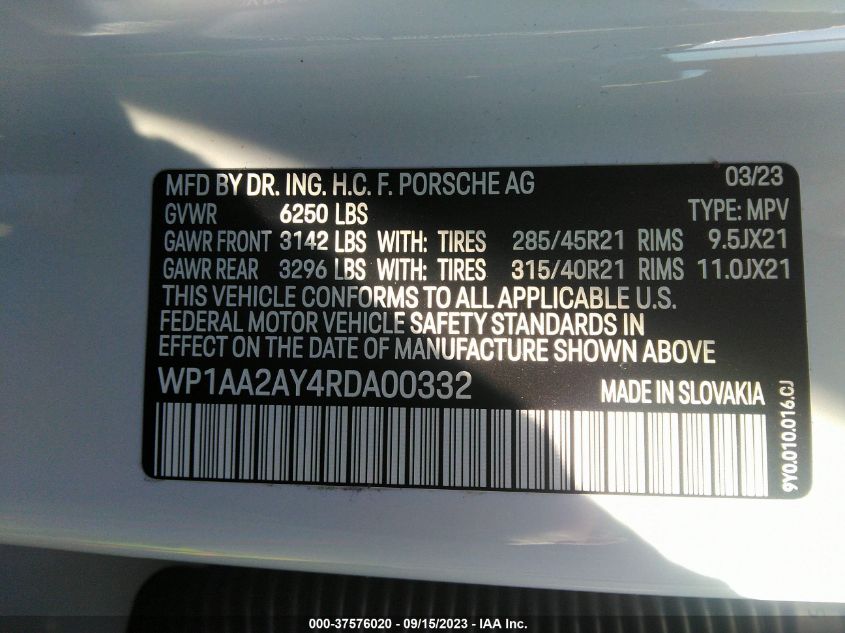 MFD BY DR. ING. H.C. F. PORSCHE AG 03/23
GVWR 6250 LBS TYPE: MPV
GAWR FRONT 3142 LBS WITH: TIRES 285/45R21 RIMS 9.5JX21
GAWR REAR 3296 LBS WITH: TIRES 315/40R21 RIMS 11.0JX21
THIS VEHICLE CONFORMS TO ALL APPLICABLE U.S.
FEDERAL MOTOR VEHICLE SAFETY STANDARDS IN
EFFECT ON THE DATE OF MANUFACTURE SHOWN ABOVE
WP1AA2AY4RDA00332 MADE IN SLOVAKIA
9Y0.010.016.CJ
000-37576020 - 09/15/2023 - IAA Inc.